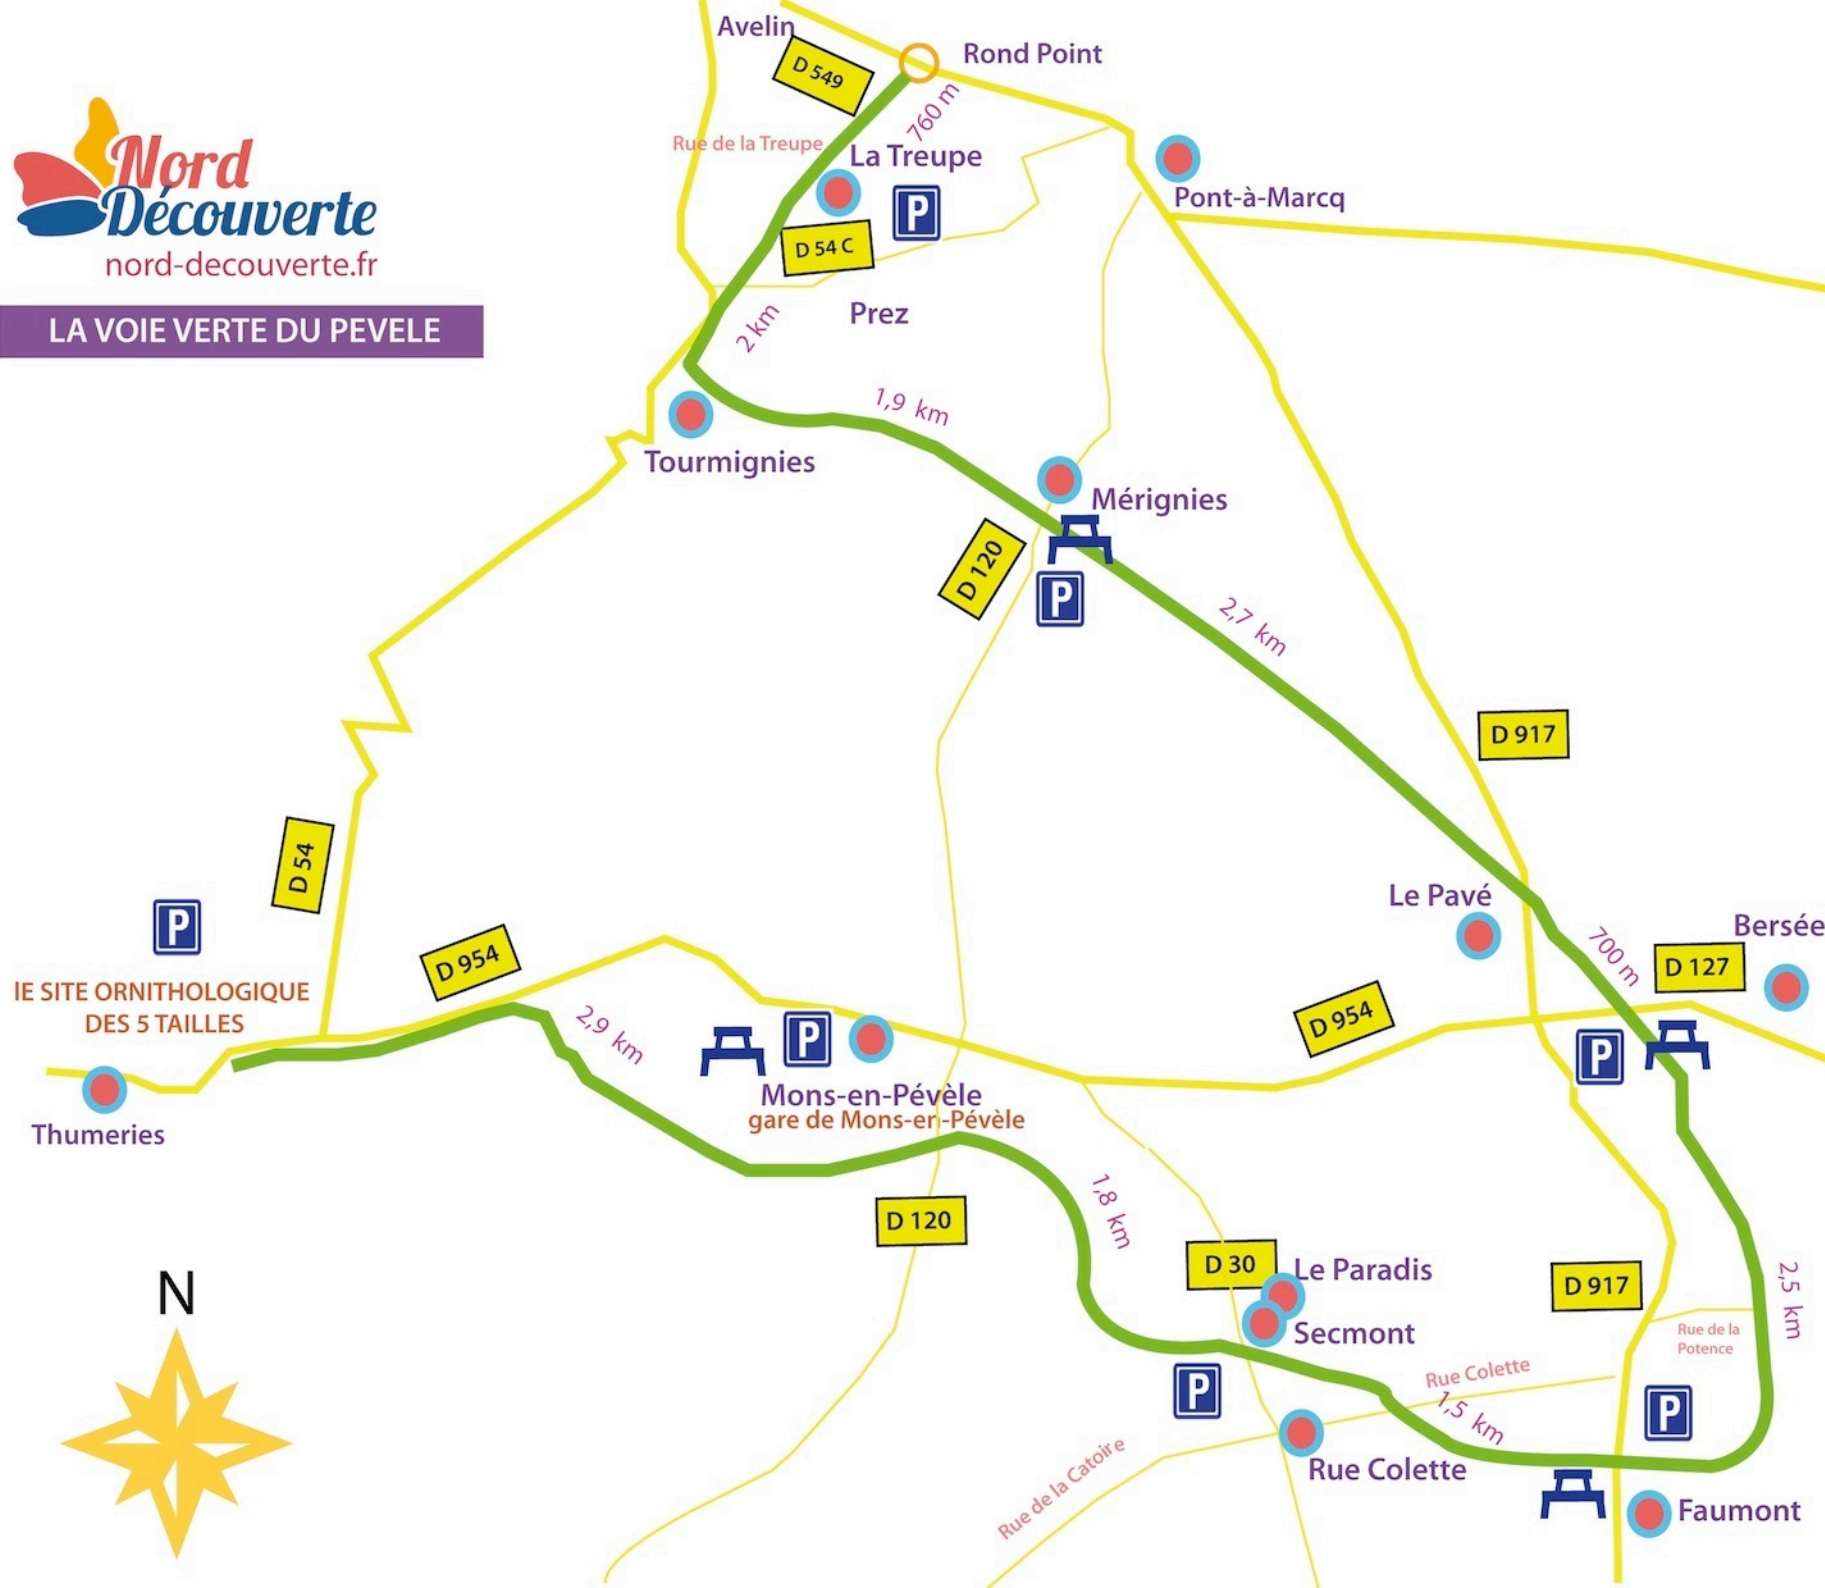 Avelin
Rond Point
D 549
760 m
Rue de la Treupe
La Treupe
P
Pont-à-Marcq
Nord
Découverte
nord-decouverte.fr
LA VOIE VERTE DU PEVELE
D 54 C
Prez
2 km
1,9 km
Tourmignies
Mérignies
D 120
P
2,7 km
D 917
D 54
Le Pavé
P
Bersée
700 m
D 127
D 954
lE SITE ORNITHOLOGIQUE
DES 5 TAILLES
2,9 km
P
D 954
P
Thumeries
Mons-en-Pévèle
gare de Mons-en-Pévèle
1,8 km
D 120
D 30
Le Paradis
D 917
2,5 km
N
Secmont
Rue de la
Potence
P
Rue Colette
1,5 km
P
Rue de la Catoire
Rue Colette
Faumont